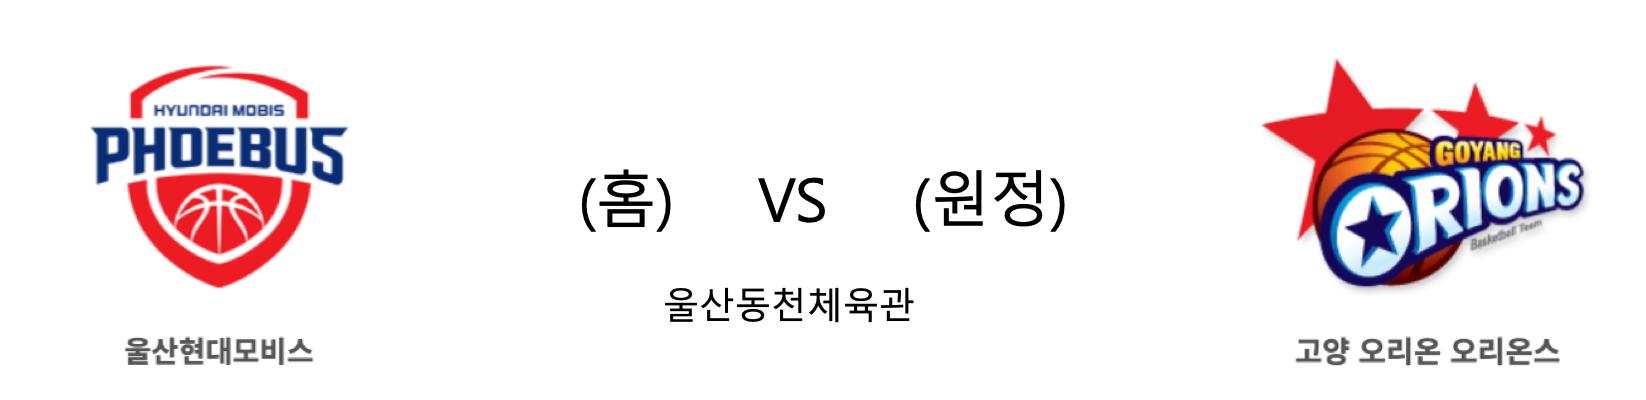 HYUNDAI MOBIS
PHOEBUS
울산현대모비스
(홈) VS (원정)
울산동천체육관
GOYANG
ORIONS
Basketball Team
고양 오리온 오리온스